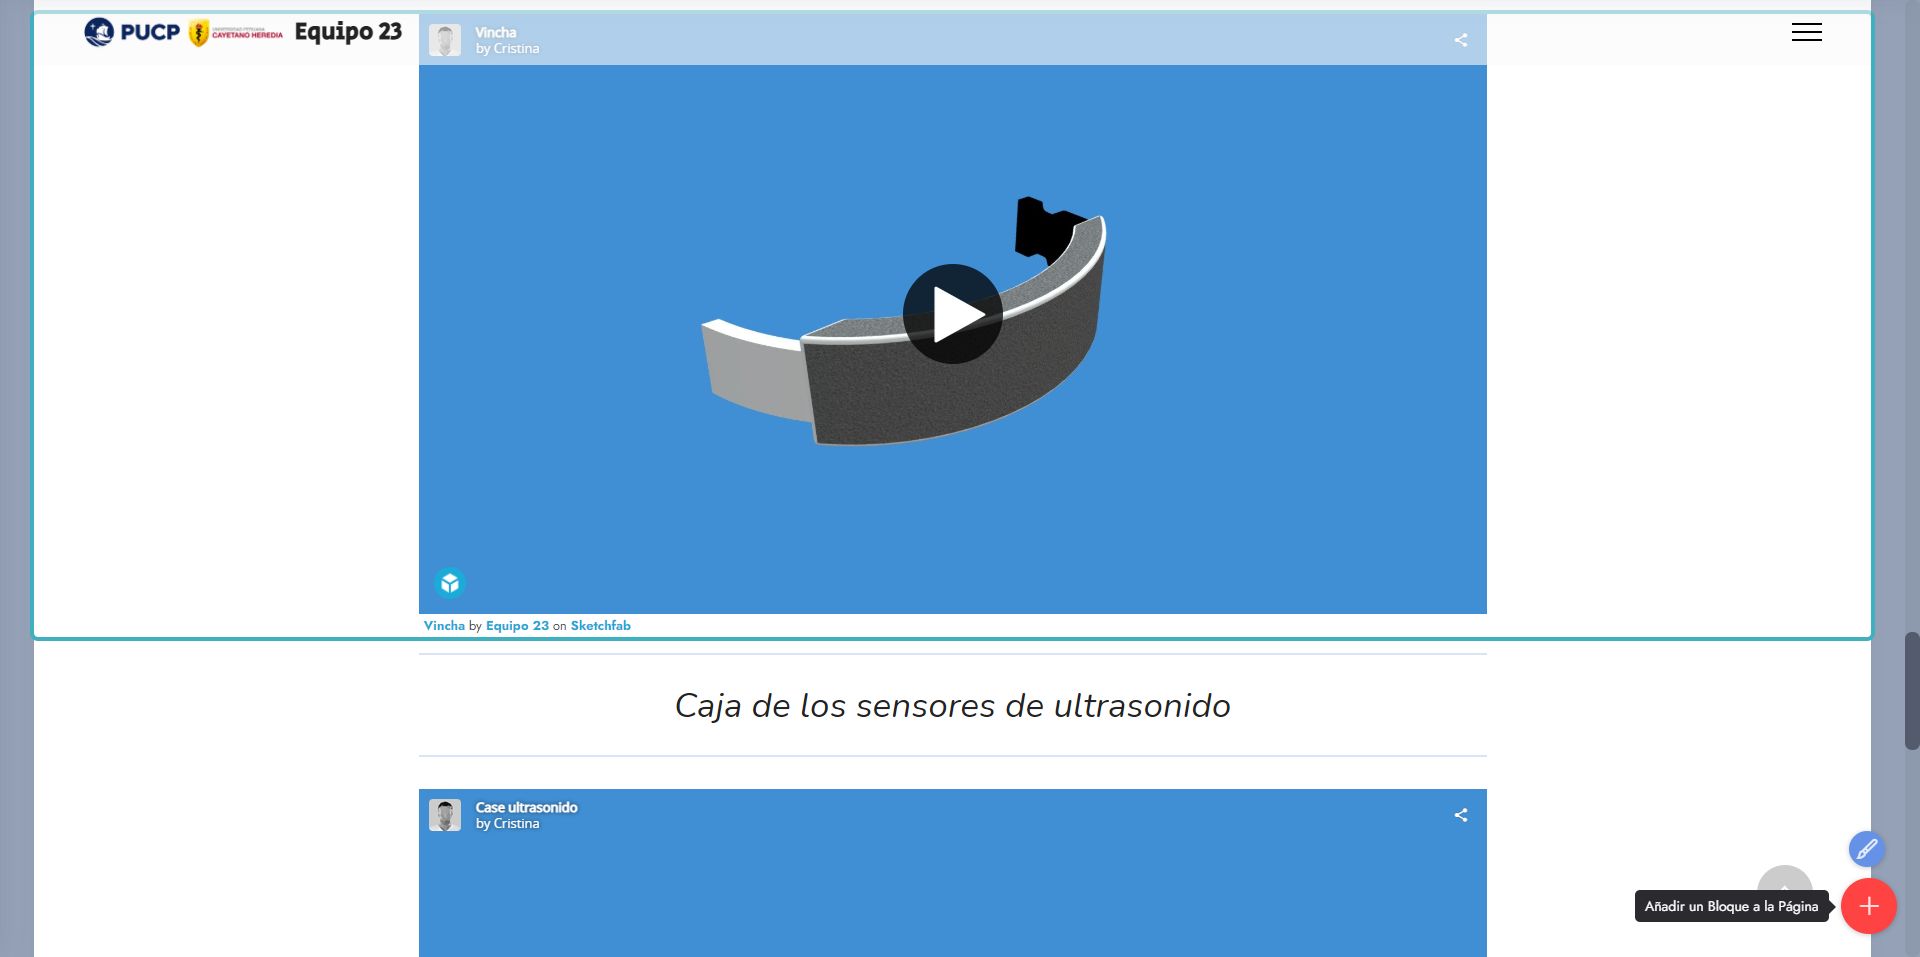 PUCP
UNIVERSIDAD PERUANA
CAYETANO HEREDIA
Equipo 23
Vincha
by Cristina
Vincha by Equipo 23 on Sketchfab
Caja de los sensores de ultrasonido
Case ultrasonido
by Cristina
Añadir un Bloque a la Página